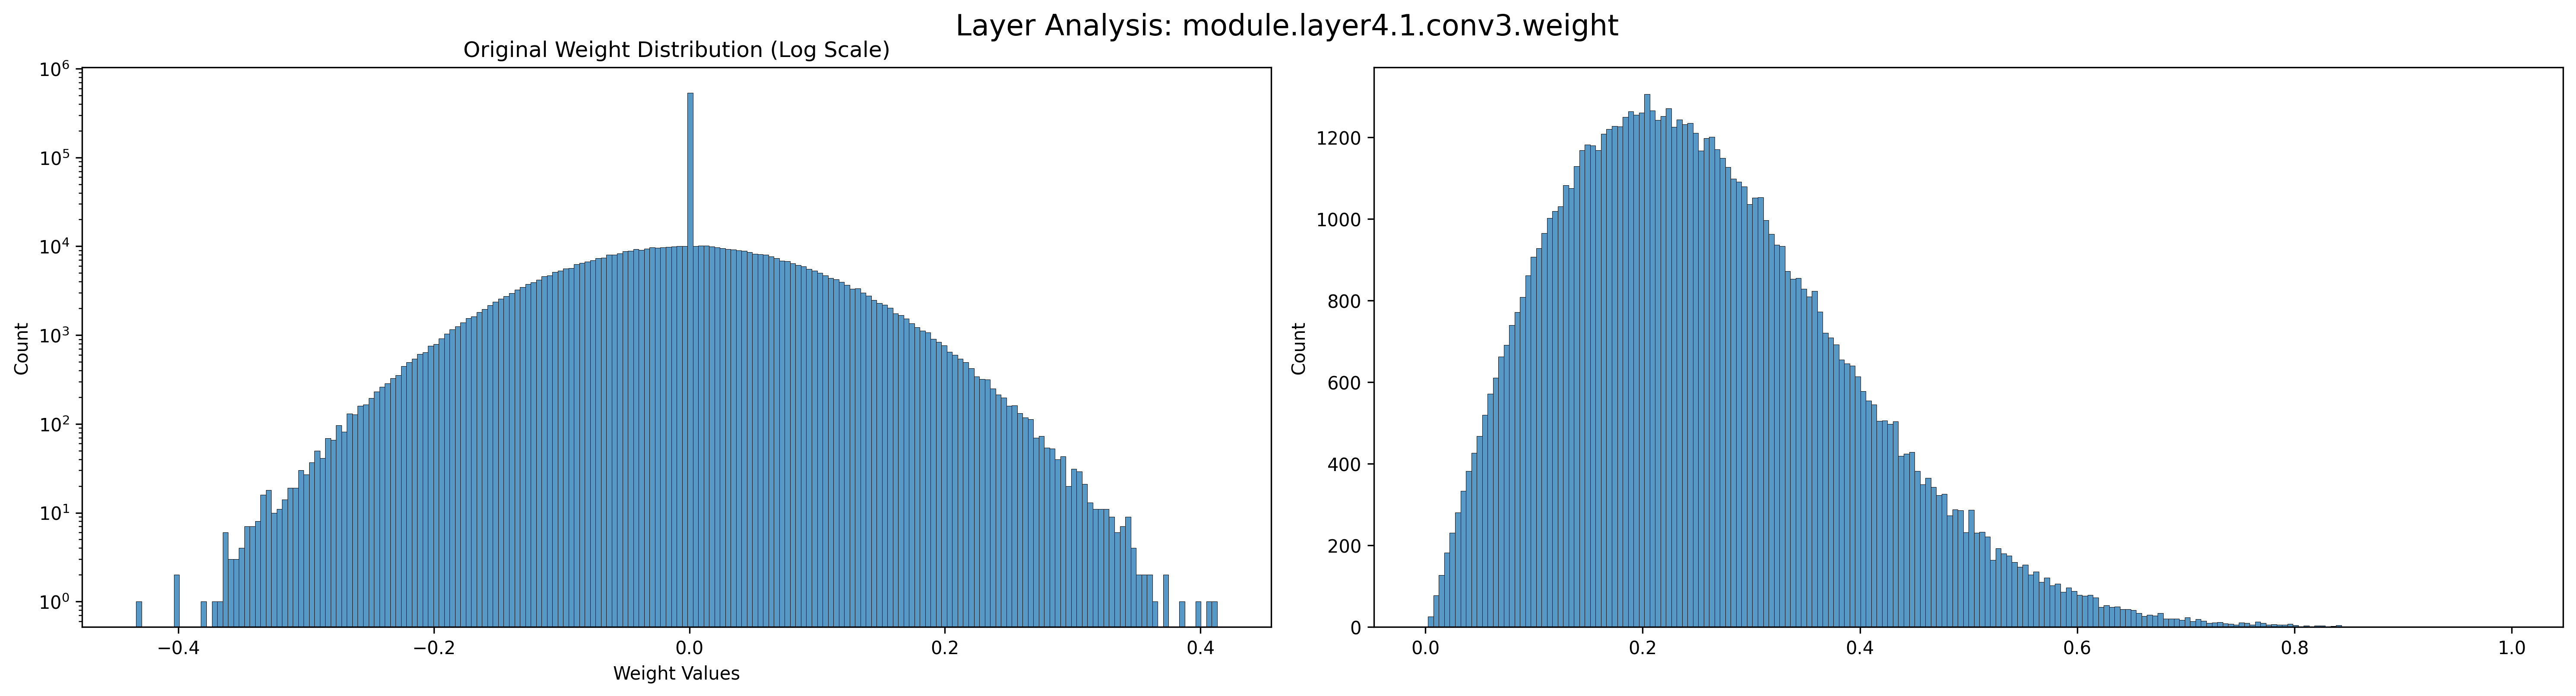 Layer Analysis: module.layer4.1.conv3.weight
Original Weight Distribution (Log Scale)
10⁶
10⁵
10⁴
10³
10²
10¹
10⁰
Count
−0.4 −0.2 0.0 0.2 0.4
Weight Values
1200
1000
800
600
400
200
0
Count
0.0 0.2 0.4 0.6 0.8 1.0